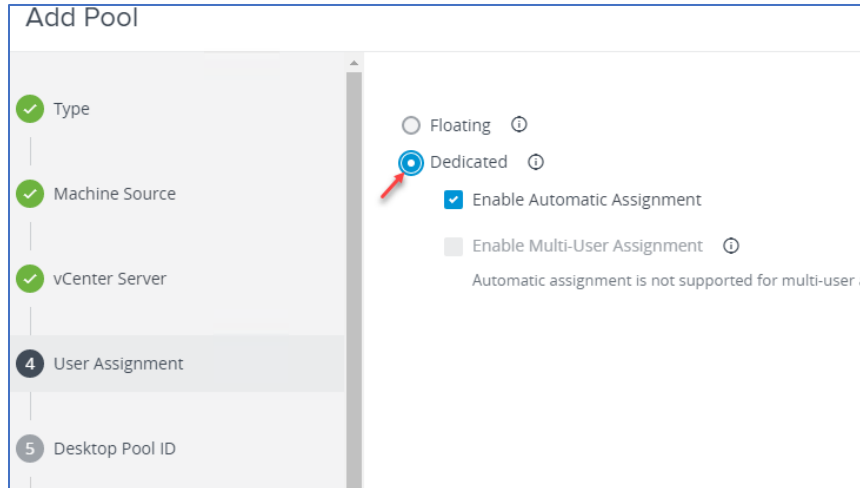 Add Pool
Type
Machine Source
vCenter Server
4 User Assignment
5 Desktop Pool ID
Floating
Dedicated
Enable Automatic Assignment
Enable Multi-User Assignment
Automatic assignment is not supported for multi-user